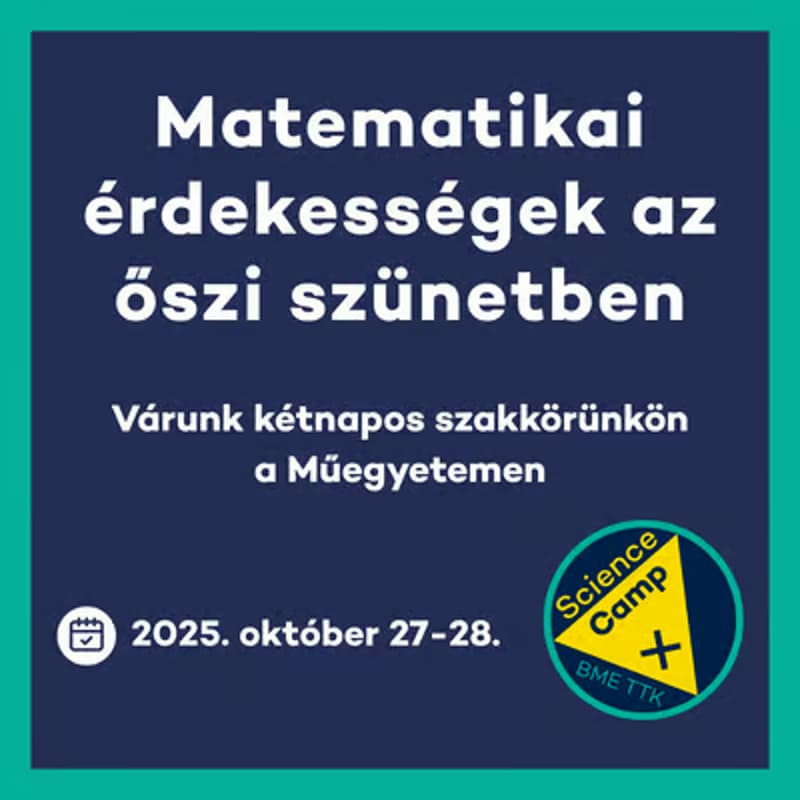 Matematikai
érdekességek az
őszi szünetben
Várunk kétnapos szakkörünkön
a Műegyetemen
2025. október 27-28.
Science
Camp
+
BME TTK